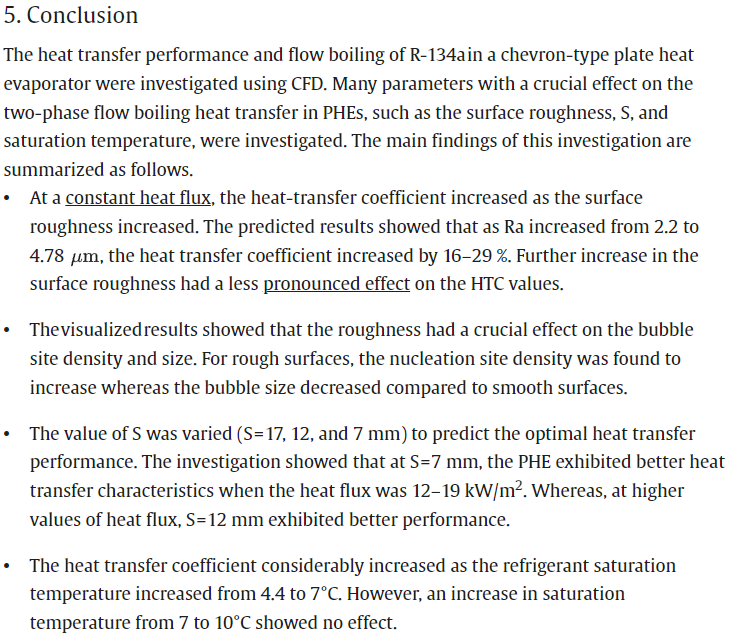 5. Conclusion
The heat transfer performance and flow boiling of R-134ain a chevron-type plate heat
evaporator were investigated using CFD. Many parameters with a crucial effect on the
two-phase flow boiling heat transfer in PHEs, such as the surface roughness, S, and
saturation temperature, were investigated. The main findings of this investigation are
summarized as follows.
• At a constant heat flux, the heat-transfer coefficient increased as the surface
roughness increased. The predicted results showed that as Ra increased from 2.2 to
4.78 μm, the heat transfer coefficient increased by 16–29 %. Further increase in the
surface roughness had a less pronounced effect on the HTC values.
• Thevisualizedresults showed that the roughness had a crucial effect on the bubble
site density and size. For rough surfaces, the nucleation site density was found to
increase whereas the bubble size decreased compared to smooth surfaces.
• The value of S was varied (S=17, 12, and 7 mm) to predict the optimal heat transfer
performance. The investigation showed that at S=7 mm, the PHE exhibited better heat
transfer characteristics when the heat flux was 12–19 kW/m². Whereas, at higher
values of heat flux, S=12 mm exhibited better performance.
• The heat transfer coefficient considerably increased as the refrigerant saturation
temperature increased from 4.4 to 7°C. However, an increase in saturation
temperature from 7 to 10°C showed no effect.